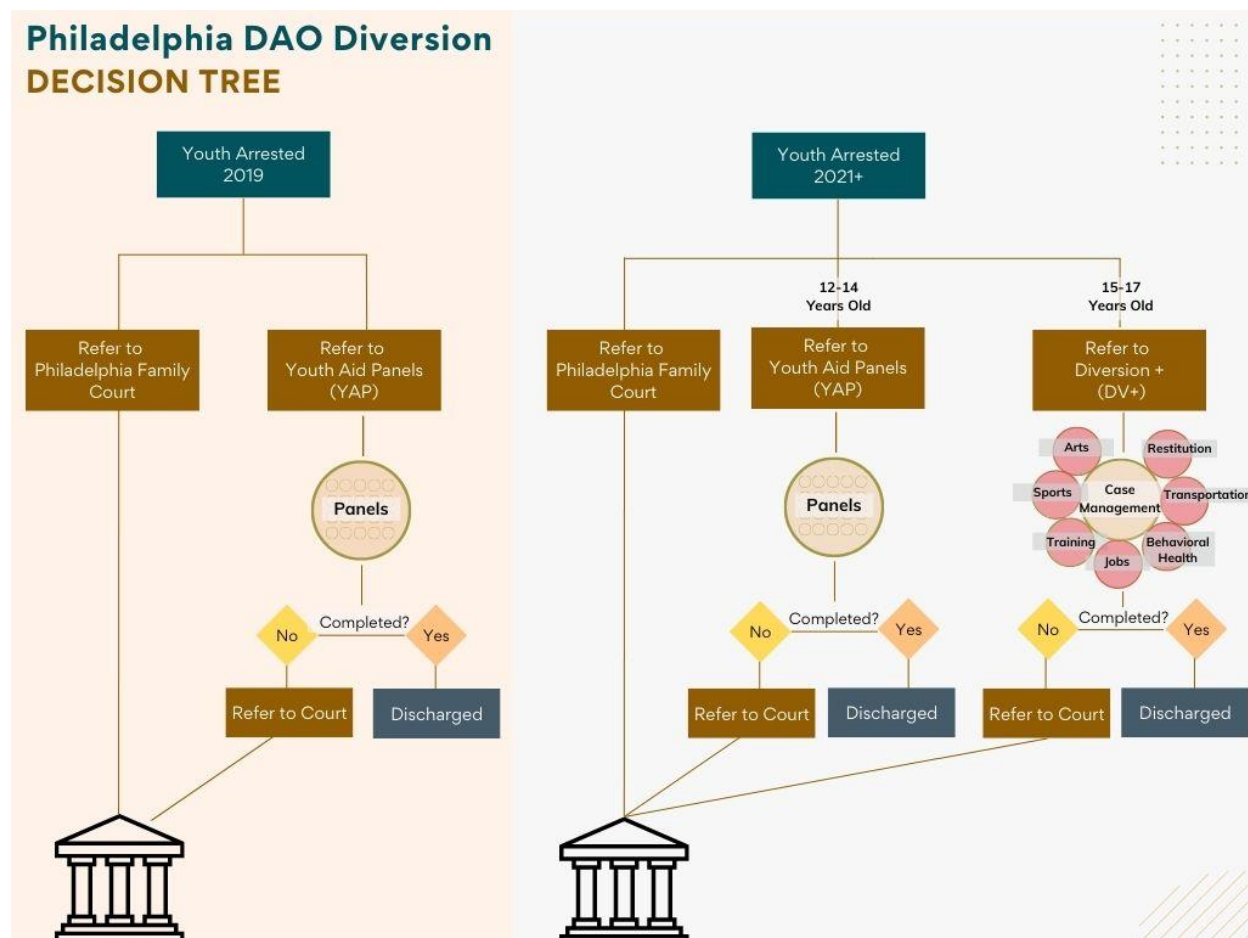 Philadelphia DAO Diversion
DECISION TREE
Youth Arrested
2019
Refer to
Philadelphia Family
Court
Refer to
Youth Aid Panels
(YAP)
Panels
Completed?
No
Yes
Refer to Court
Discharged
Youth Arrested
2021+
12-14
Years Old
15-17
Years Old
Refer to
Philadelphia Family
Court
Refer to
Youth Aid Panels
(YAP)
Refer to
Diversion +
(DV+)
Panels
Completed?
No
Yes
Refer to Court
Discharged
Arts
Restitution
Sports
Case
Management
Transportation
Training
Behavioral
Health
Jobs
Completed?
No
Yes
Refer to Court
Discharged